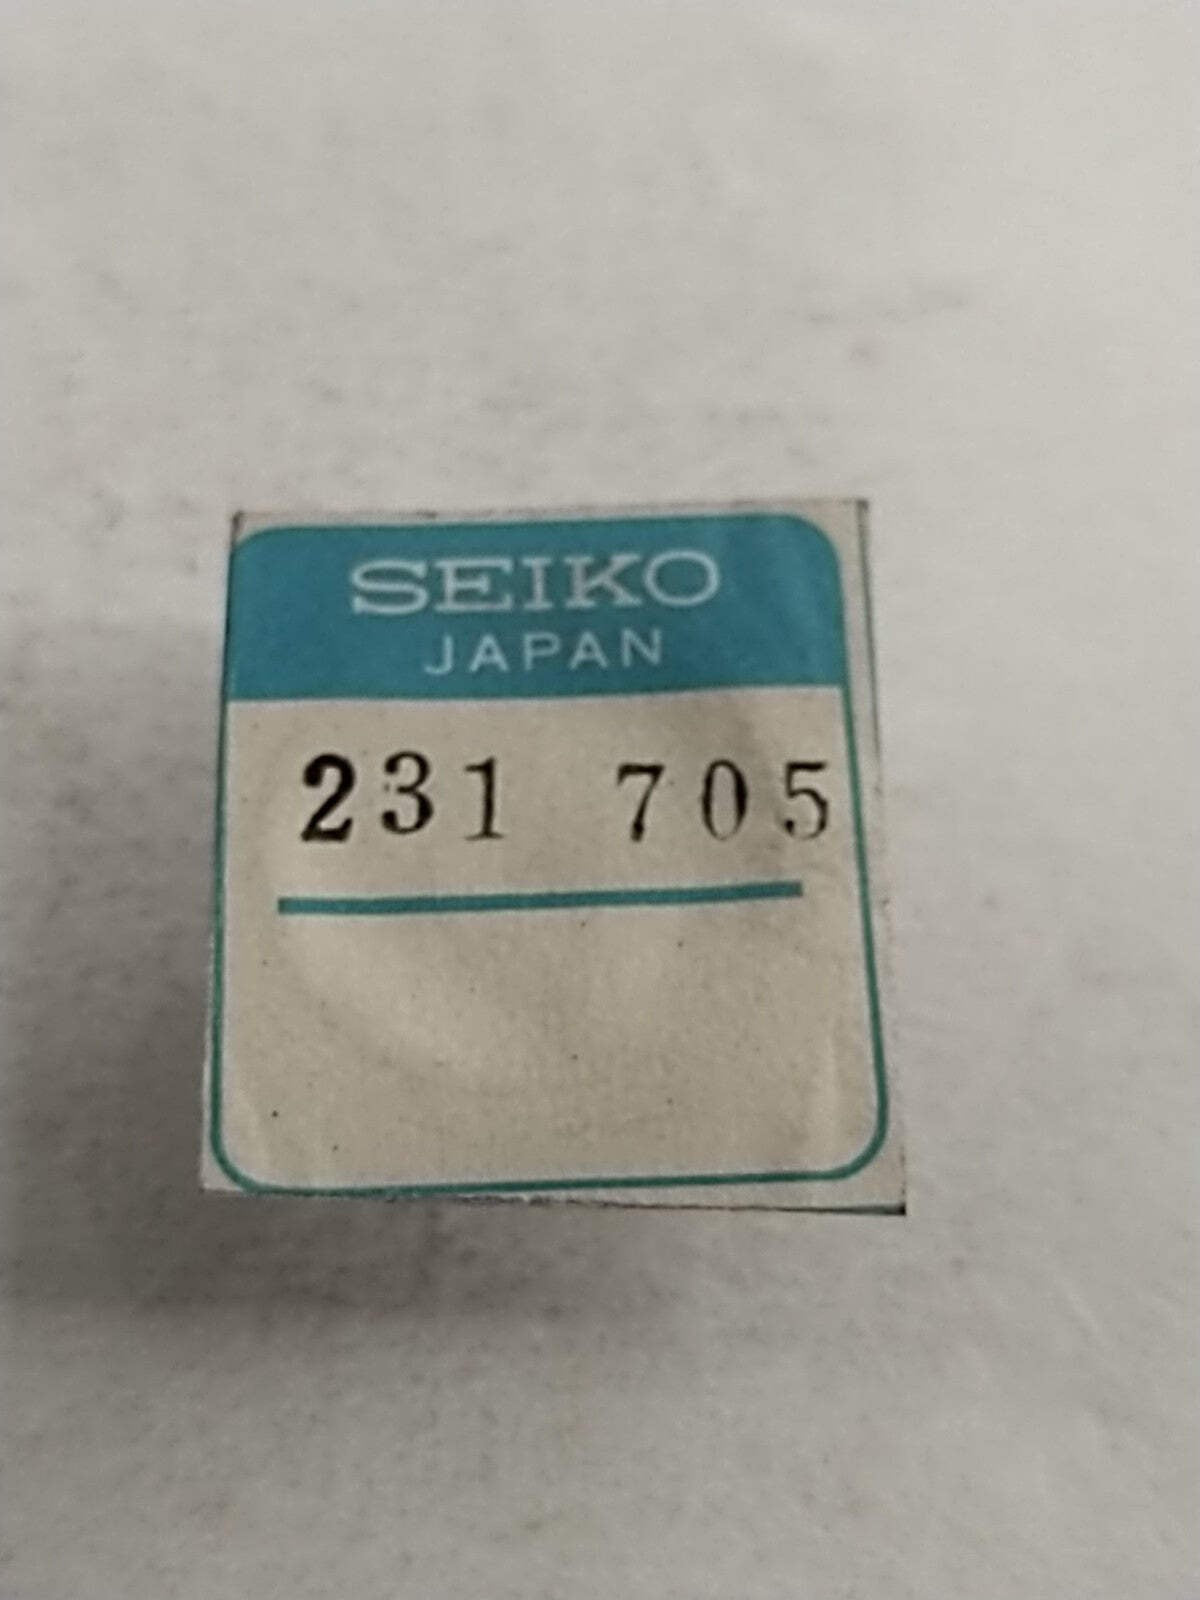 SEIKO
JAPAN
231 705